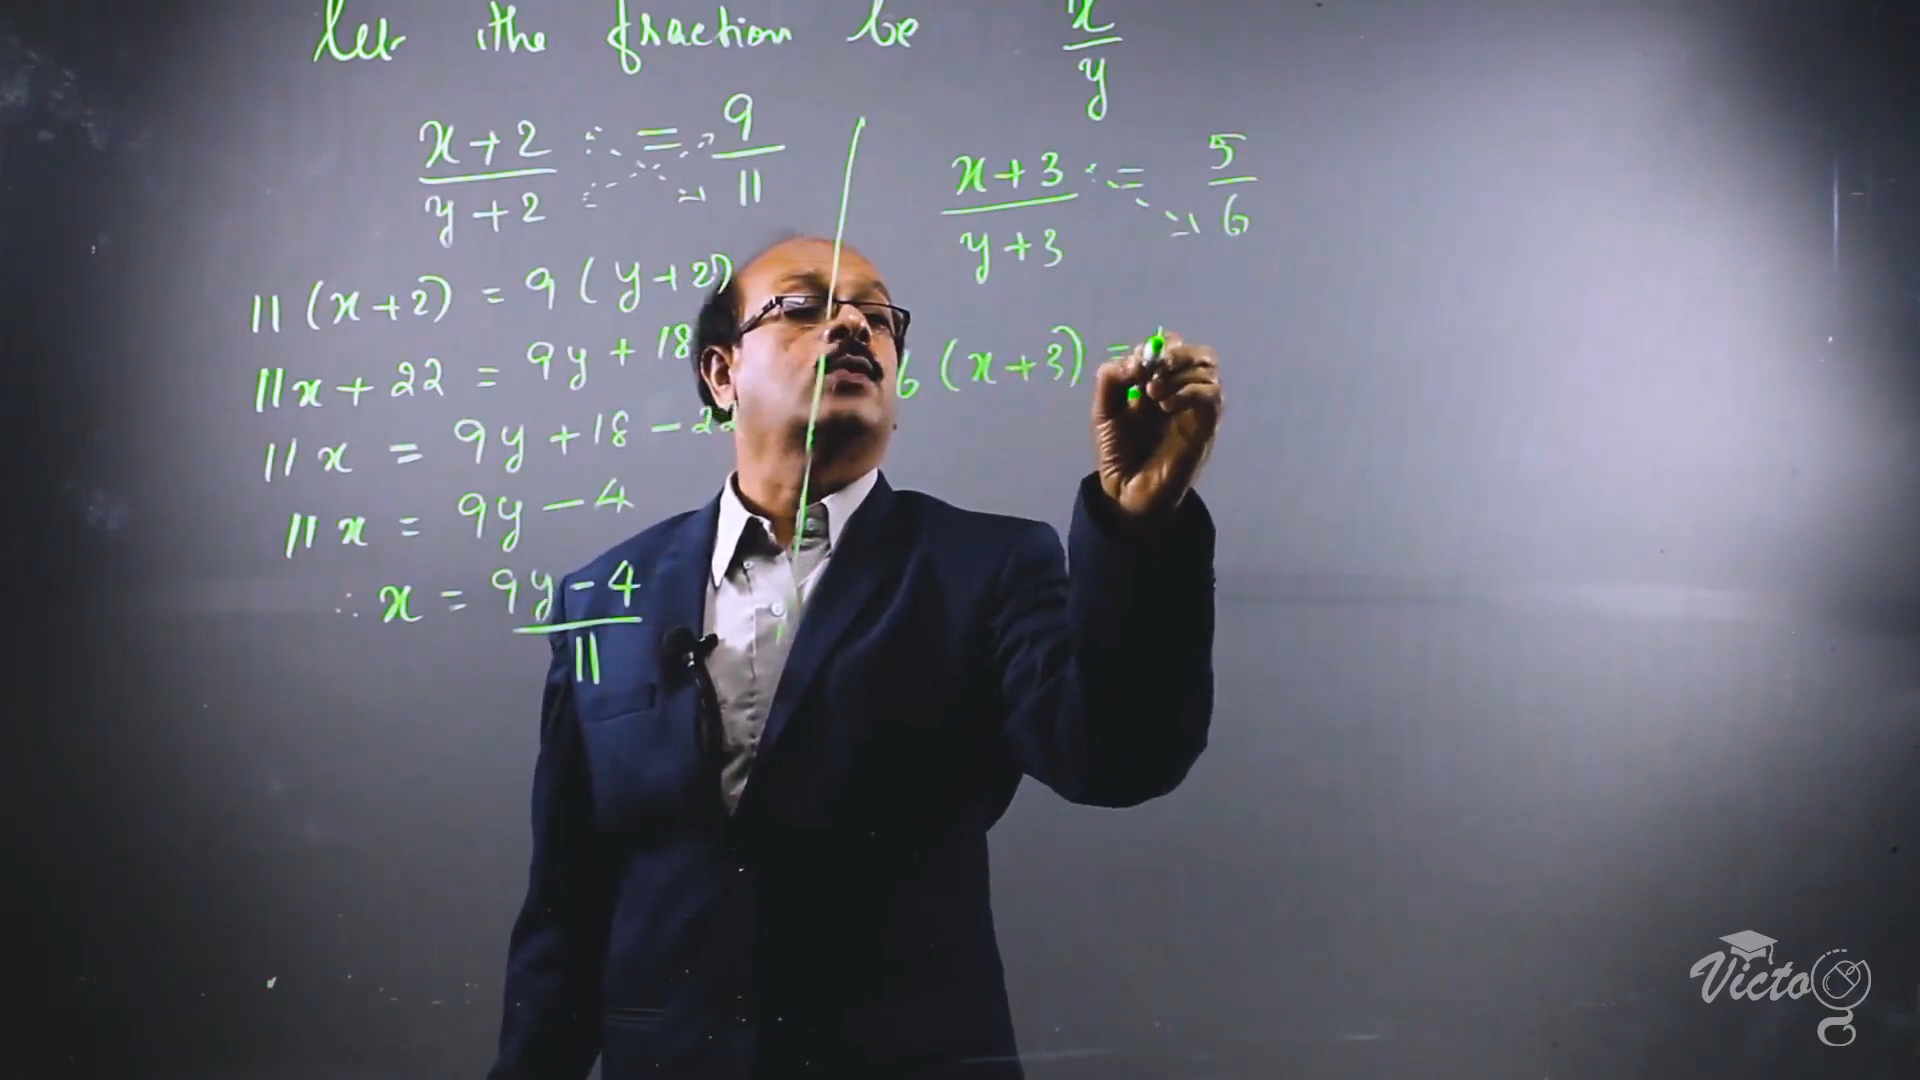 Let the fraction be x/y
(x+2)/(y+2) = 9/11
11 (x+2) = 9 (y+2)
11x + 22 = 9y + 18
11x = 9y + 18 - 22
11x = 9y - 4
∴ x = (9y - 4)/11
(x+3)/(y+3) = 5/6
6 (x+3) =
Victo